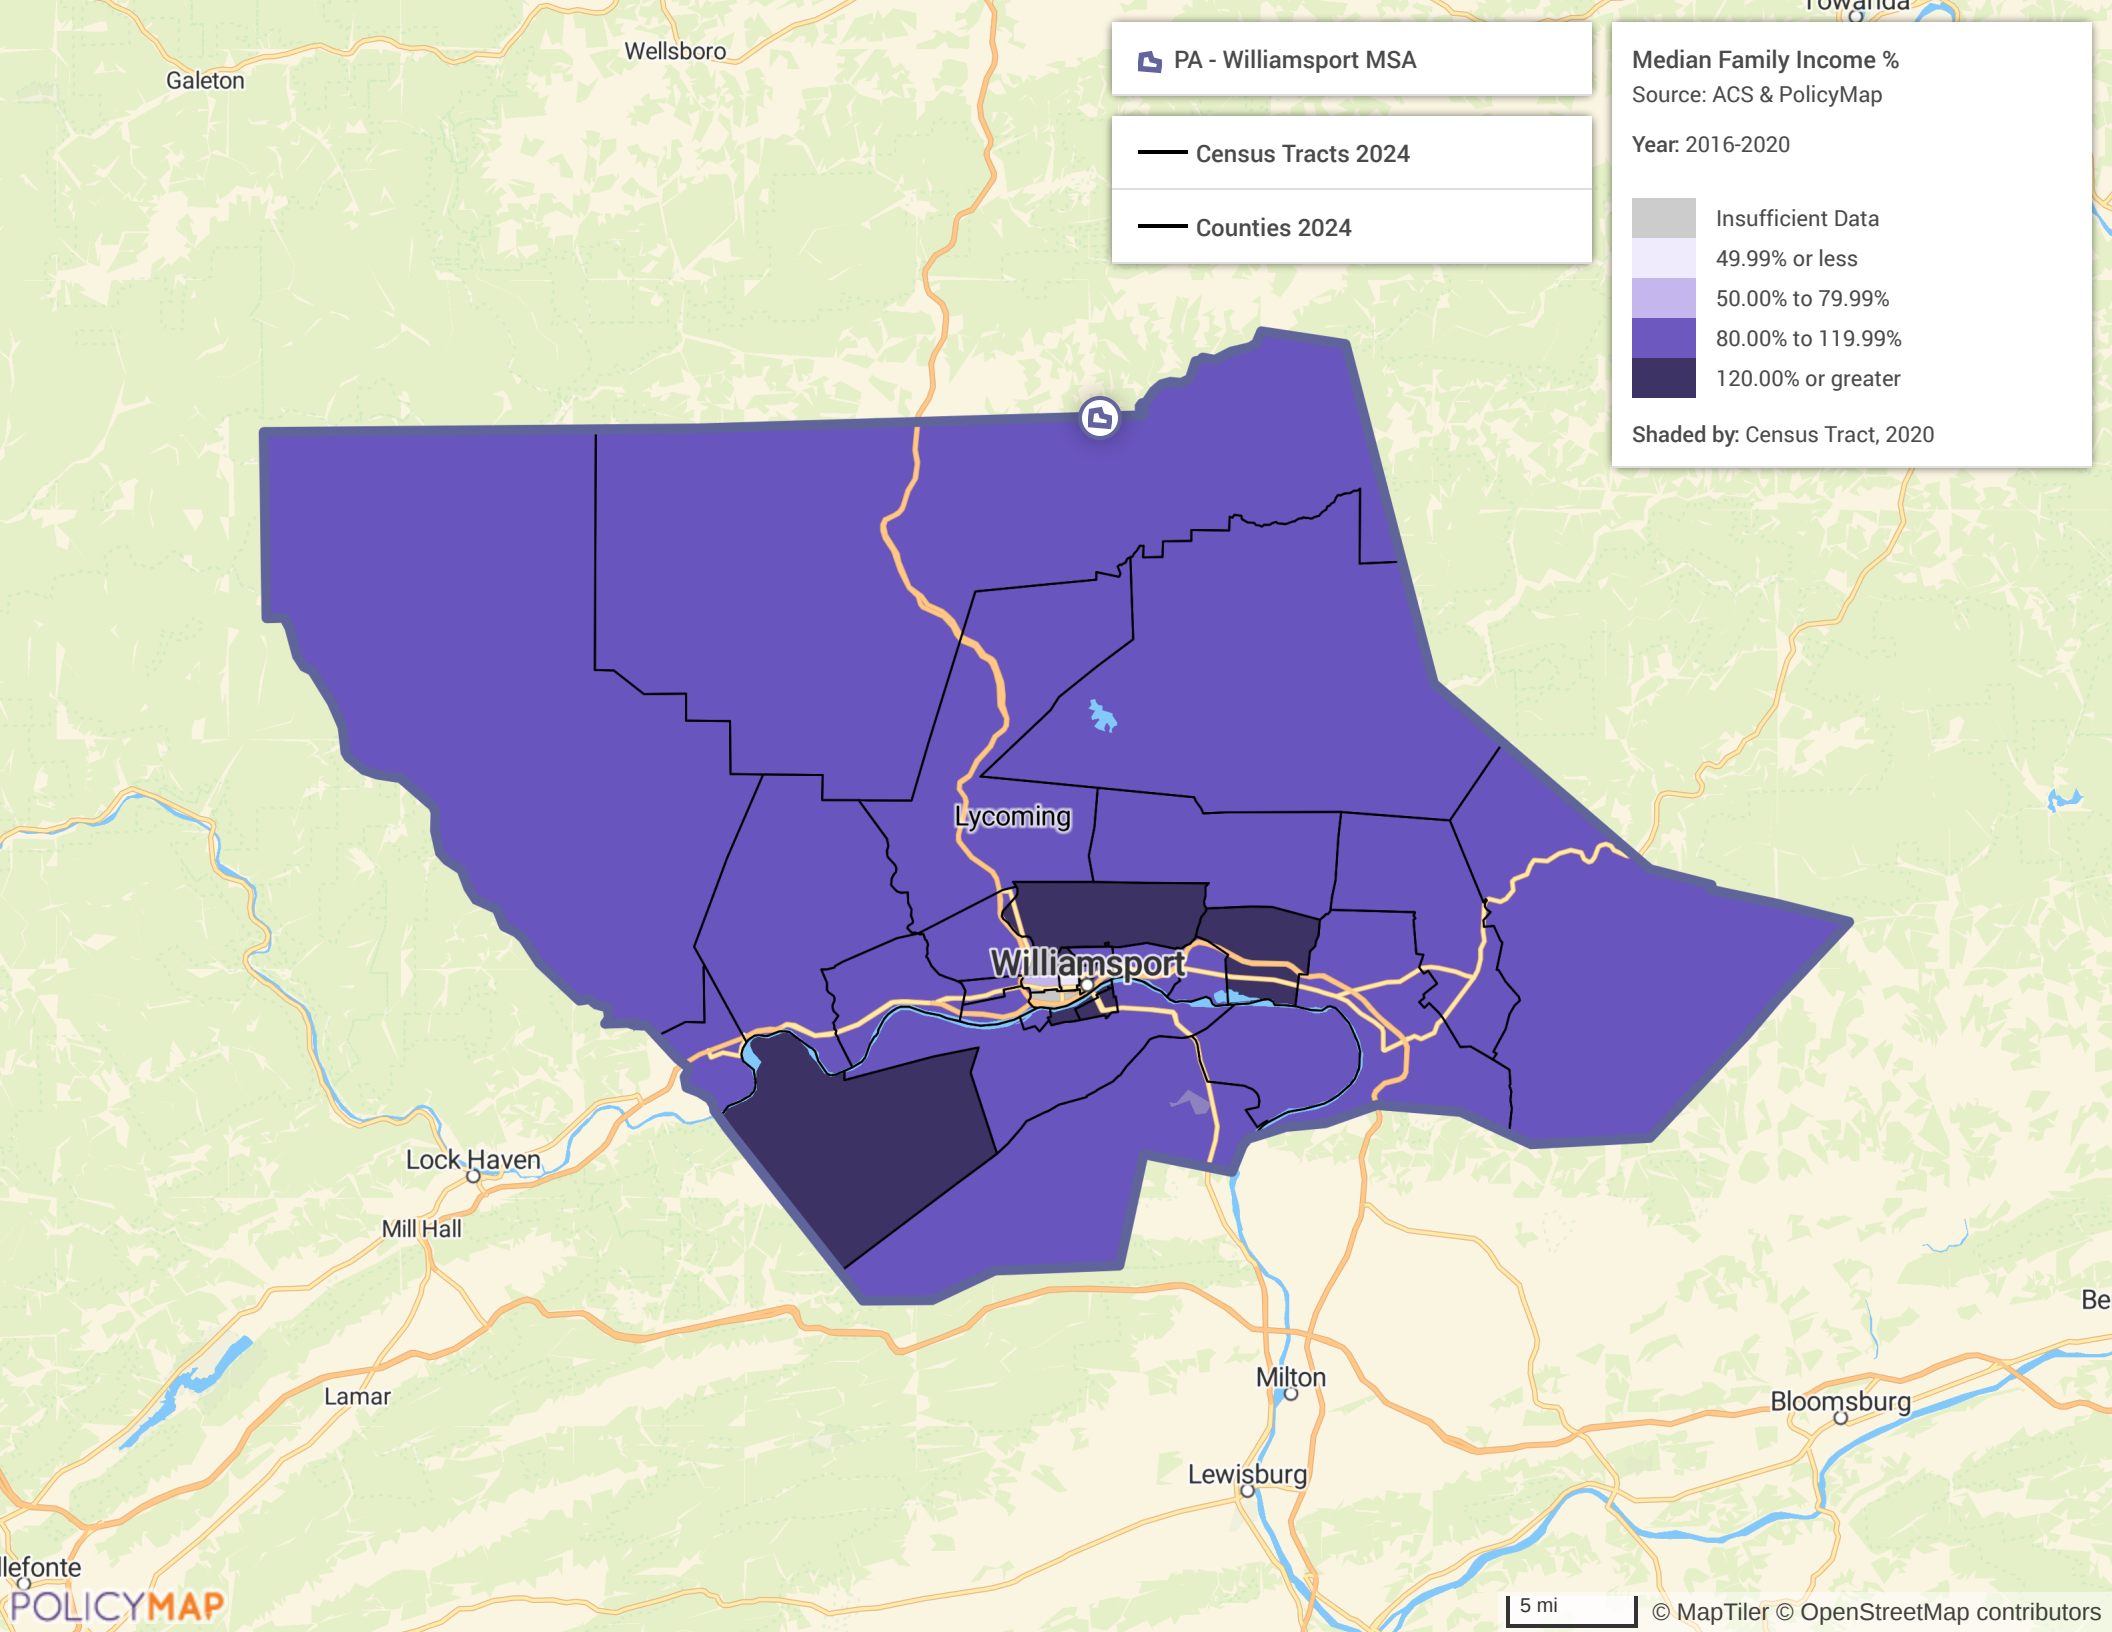 Towanda
Wellsboro
Galeton
PA - Williamsport MSA
Census Tracts 2024
Counties 2024
Median Family Income %
Source: ACS & PolicyMap
Year: 2016-2020
Insufficient Data
49.99% or less
50.00% to 79.99%
80.00% to 119.99%
120.00% or greater
Shaded by: Census Tract, 2020
Lycoming
Williamsport
Lock Haven
Mill Hall
Lamar
Milton
Be
Bloomsburg
Lewisburg
llefonte
POLICYMAP
5 mi
© MapTiler © OpenStreetMap contributors